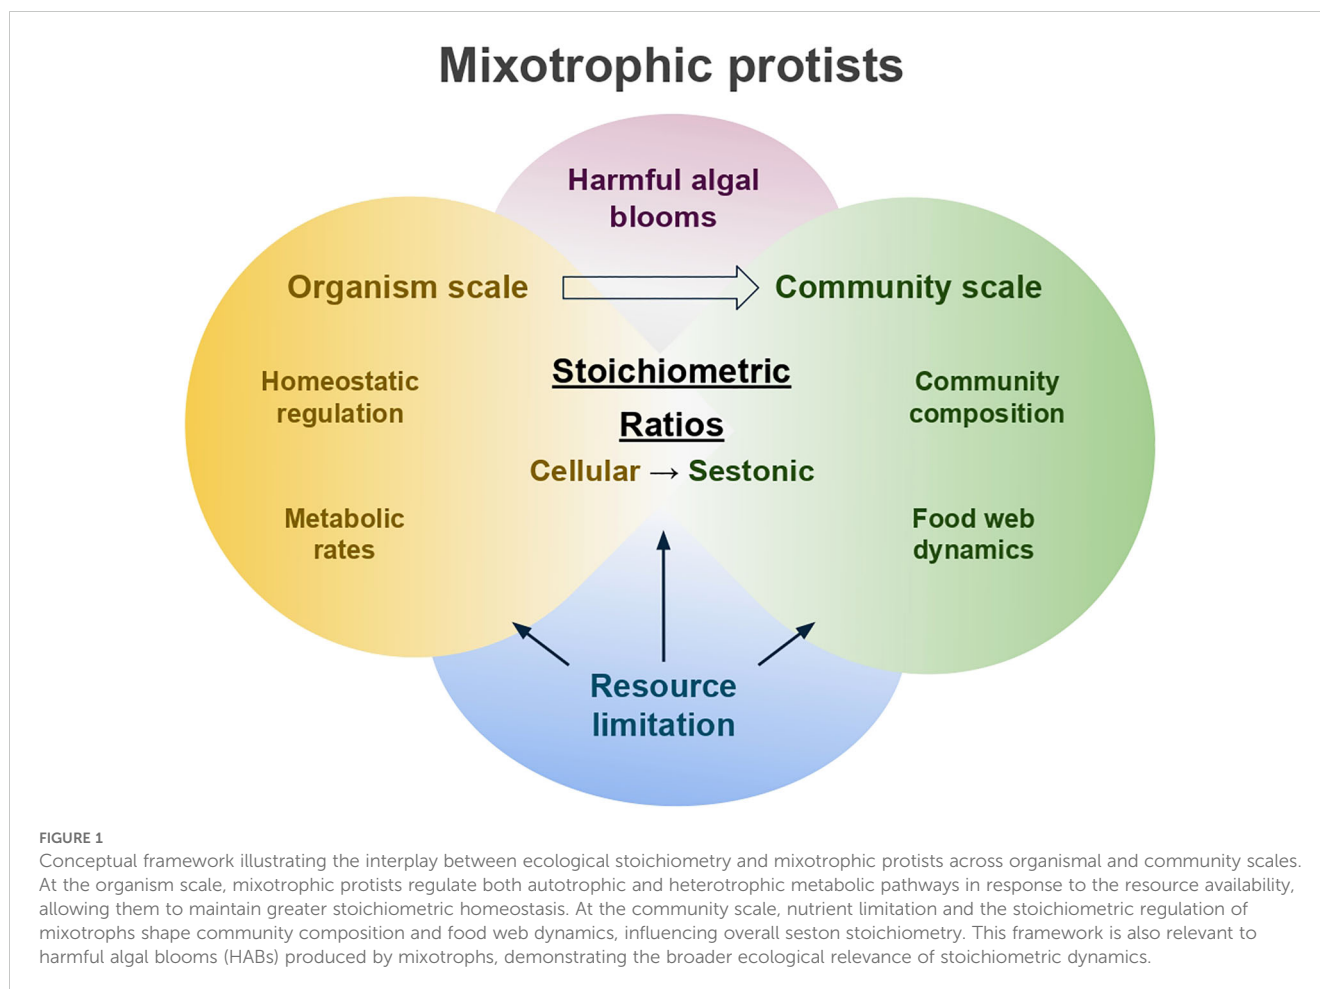 Mixotrophic protists
Harmful algal
blooms
Organism scale
Community scale
Stoichiometric
Ratios
Cellular → Sestonic
Homeostatic
regulation
Metabolic
rates
Community
composition
Food web
dynamics
Resource
limitation
FIGURE 1
Conceptual framework illustrating the interplay between ecological stoichiometry and mixotrophic protists across organismal and community scales.
At the organism scale, mixotrophic protists regulate both autotrophic and heterotrophic metabolic pathways in response to the resource availability,
allowing them to maintain greater stoichiometric homeostasis. At the community scale, nutrient limitation and the stoichiometric regulation of
mixotrophs shape community composition and food web dynamics, influencing overall seston stoichiometry. This framework is also relevant to
harmful algal blooms (HABs) produced by mixotrophs, demonstrating the broader ecological relevance of stoichiometric dynamics.